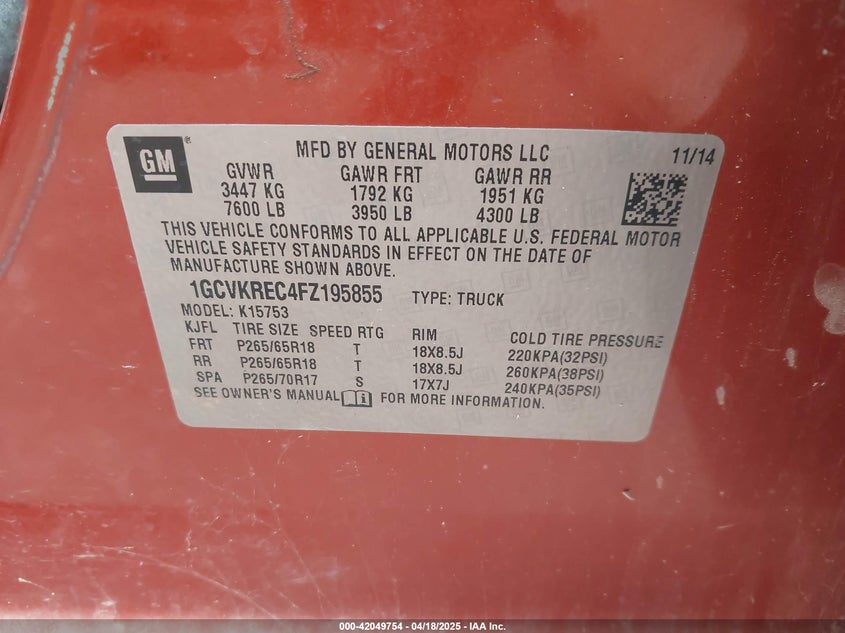 GM ®
MFD BY GENERAL MOTORS LLC 11/14
GVWR GAWR FRT GAWR RR
3447 KG 1792 KG 1951 KG
7600 LB 3950 LB 4300 LB
THIS VEHICLE CONFORMS TO ALL APPLICABLE U.S. FEDERAL MOTOR
VEHICLE SAFETY STANDARDS IN EFFECT ON THE DATE OF
MANUFACTURE SHOWN ABOVE.
1GCVKREC4FZ195855 TYPE: TRUCK
MODEL: K15753
KJFL TIRE SIZE SPEED RTG RIM COLD TIRE PRESSURE
FRT P265/65R18 T 18X8.5J 220KPA(32PSI)
RR P265/65R18 T 18X8.5J 260KPA(38PSI)
SPA P265/70R17 S 17X7J 240KPA(35PSI)
SEE OWNER'S MANUAL FOR MORE INFORMATION.
000-42049754 - 04/18/2025 - IAA Inc.